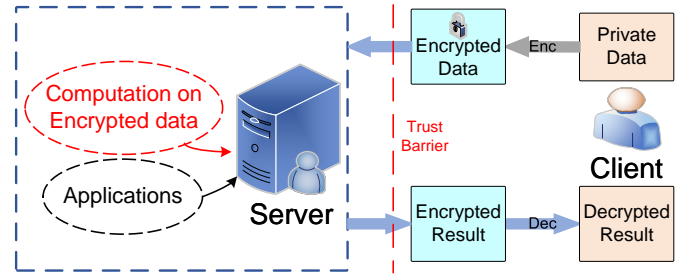 Computation on
Encrypted data
Applications
Server
Trust
Barrier
Encrypted
Data
Enc
Private
Data
Client
Encrypted
Result
Dec
Decrypted
Result